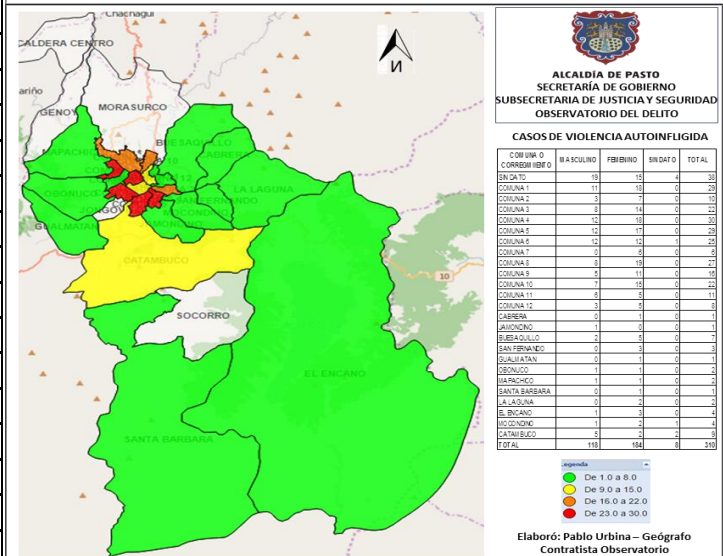 Chachagüí
CALDERA CENTRO
ariño
GENOY
MORASURCO
BUESAQUILLO
MAPACHICO
10
CABRERA
12
OBONUCO
LA LAGUNA
SAN FERNANDO
JONGOV
MOCONDINO
GUALMATAN
JAMONDINO
CATAMBUCO
10
SOCORRO
EL ENCANO
SANTA BARBARA
N
ALCALDÍA DE PASTO
SECRETARÍA DE GOBIERNO
SUBSECRETARIA DE JUSTICIA Y SEGURIDAD
OBSERVATORIO DEL DELITO
CASOS DE VIOLENCIA AUTOINFLIGIDA
COMUNA O CORREGIMIENTO MASCULINO FEMENINO SIN DATO TOTAL
SIN DATO 19 15 4 38
COMUNA 1 11 18 0 29
COMUNA 2 3 7 0 10
COMUNA 3 8 14 0 22
COMUNA 4 12 18 0 30
COMUNA 5 12 17 0 29
COMUNA 6 12 12 1 25
COMUNA 7 0 6 0 6
COMUNA 8 8 19 0 27
COMUNA 9 5 11 0 16
COMUNA 10 7 15 0 22
COMUNA 11 6 5 0 11
COMUNA 12 3 5 0 8
CABRERA 0 1 0 1
JAMONDINO 1 0 0 1
BUESAQUILLO 2 5 0 7
SAN FERNANDO 0 3 0 3
GUALMATAN 0 1 0 1
OBONUCO 1 1 0 2
MAPACHICO 1 1 0 2
SANTA BARBARA 0 1 0 1
LA LAGUNA 0 2 0 2
EL ENCANO 1 3 0 4
MOCONDINO 1 2 1 4
CATAMBUCO 5 2 2 9
TOTAL 118 184 8 310
Legenda
De 1.0 a 8.0
De 9.0 a 15.0
De 16.0 a 22.0
De 23.0 a 30.0
Elaboró: Pablo Urbina – Geógrafo
Contratista Observatorio